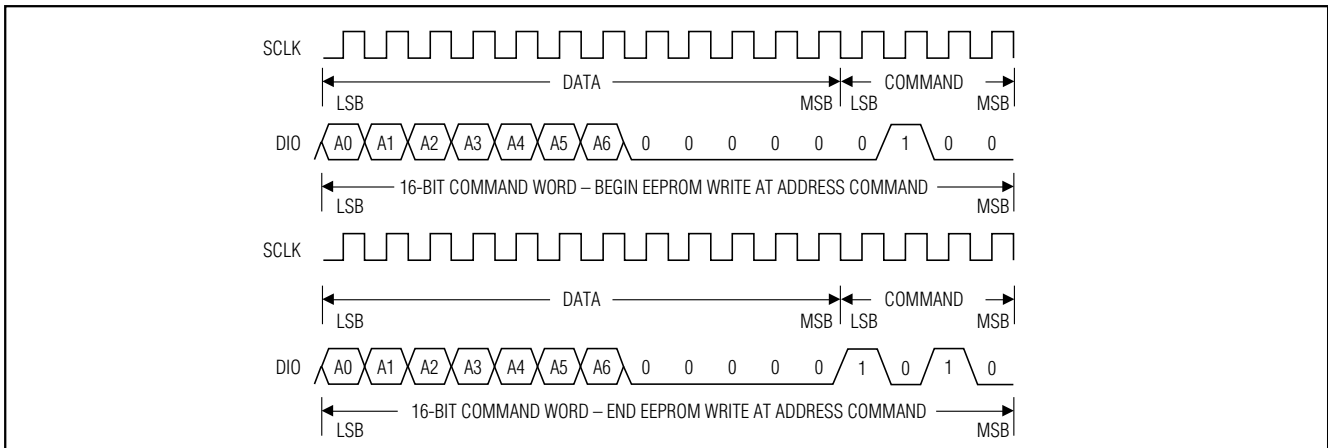 SCLK
DATA COMMAND
LSB MSB LSB MSB
DIO A0 A1 A2 A3 A4 A5 A6 0 0 0 0 0 0 1 0 0
16-BIT COMMAND WORD – BEGIN EEPROM WRITE AT ADDRESS COMMAND
LSB MSB
SCLK
DATA COMMAND
LSB MSB LSB MSB
DIO A0 A1 A2 A3 A4 A5 A6 0 0 0 0 0 1 0 1 0
16-BIT COMMAND WORD – END EEPROM WRITE AT ADDRESS COMMAND
LSB MSB